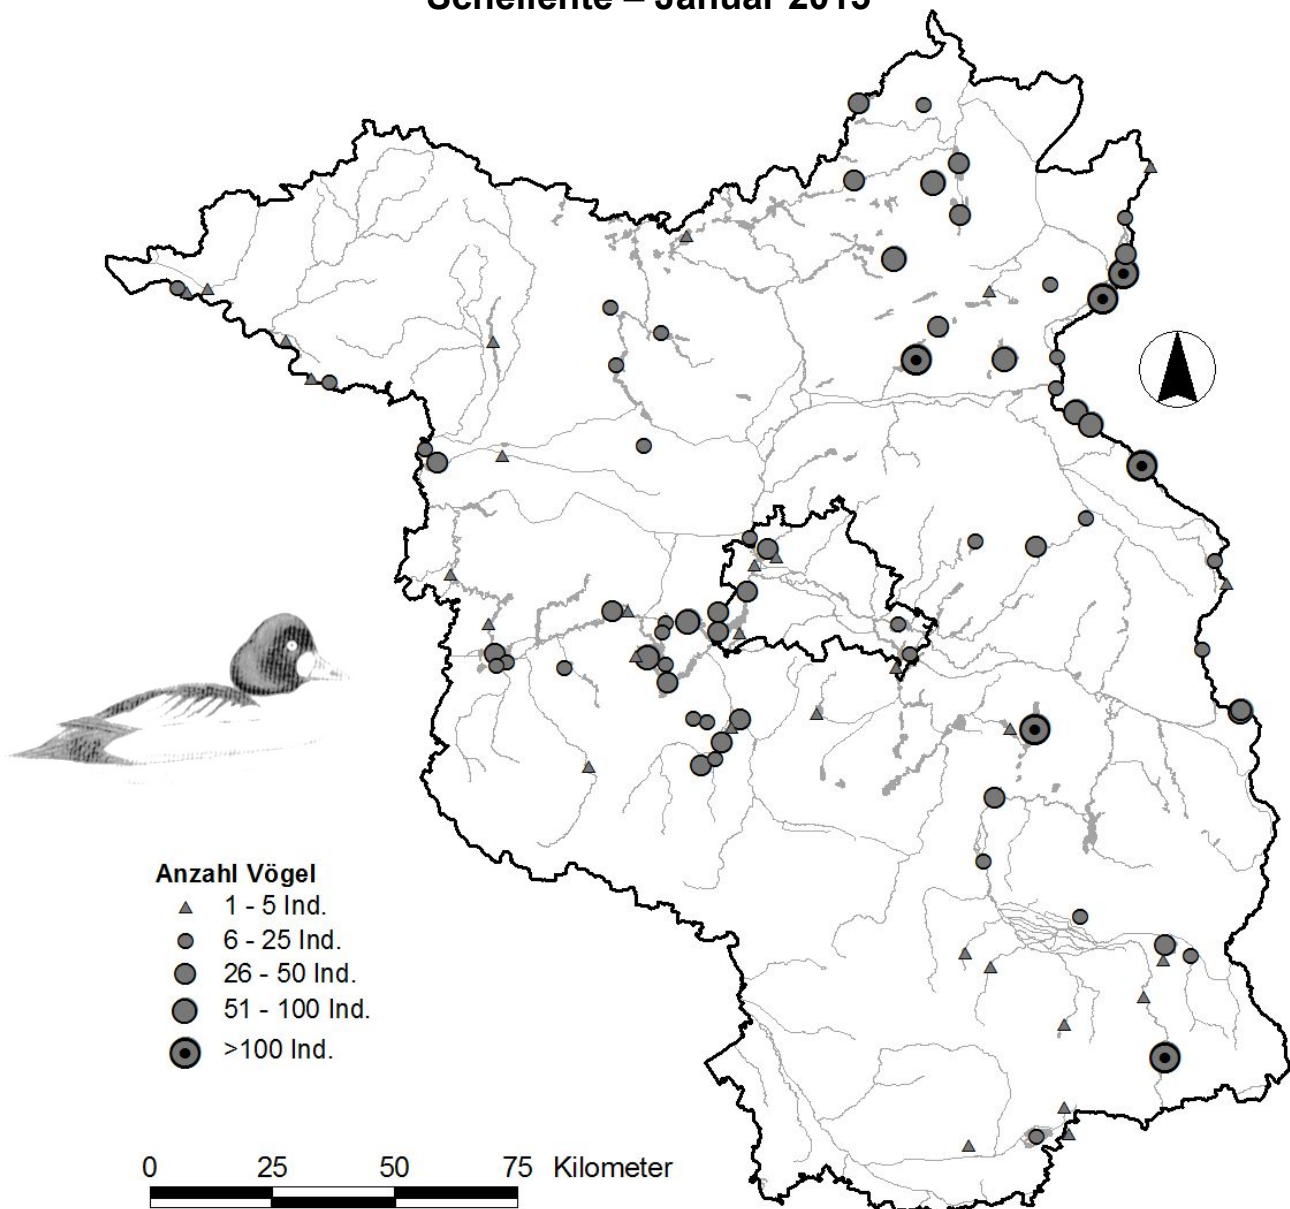 Schellente – Januar 2015
Anzahl Vögel
1 - 5 Ind.
6 - 25 Ind.
26 - 50 Ind.
51 - 100 Ind.
>100 Ind.
0 25 50 75 Kilometer